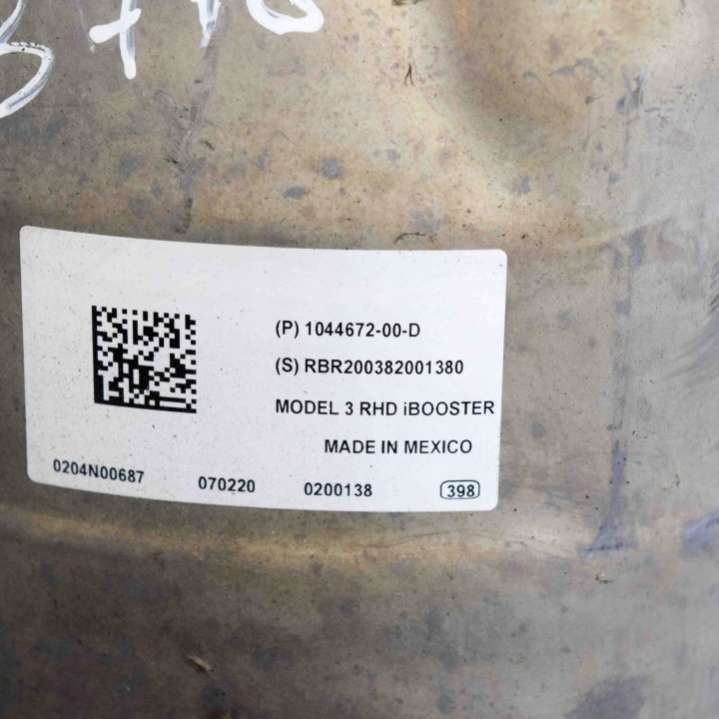 (P) 1044672-00-D
(S) RBR200382001380
MODEL 3 RHD iBOOSTER
MADE IN MEXICO
0204N00687 070220 0200138 398